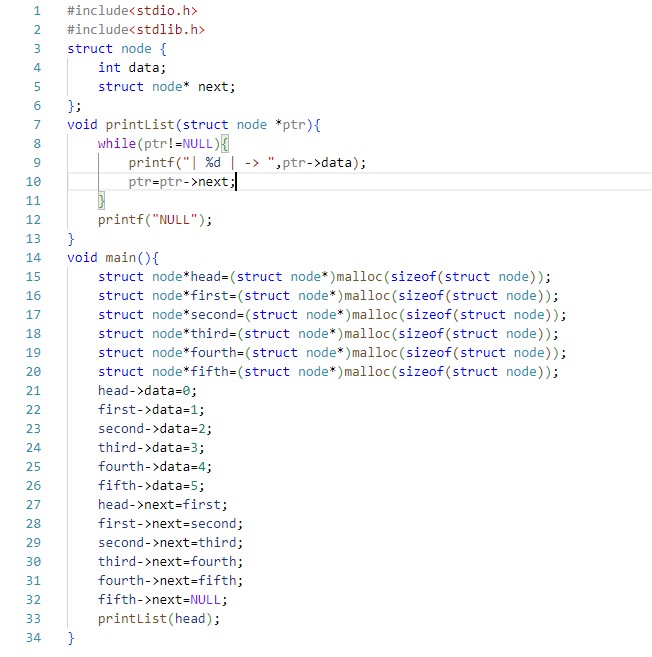 1 #include<stdio.h>
2 #include<stdlib.h>
3 struct node {
4     int data;
5     struct node* next;
6 };
7 void printList(struct node *ptr){
8     while(ptr!=NULL){
9         printf("| %d | -> ",ptr->data);
10         ptr=ptr->next;
11     }
12     printf("NULL");
13 }
14 void main(){
15     struct node*head=(struct node*)malloc(sizeof(struct node));
16     struct node*first=(struct node*)malloc(sizeof(struct node));
17     struct node*second=(struct node*)malloc(sizeof(struct node));
18     struct node*third=(struct node*)malloc(sizeof(struct node));
19     struct node*fourth=(struct node*)malloc(sizeof(struct node));
20     struct node*fifth=(struct node*)malloc(sizeof(struct node));
21     head->data=0;
22     first->data=1;
23     second->data=2;
24     third->data=3;
25     fourth->data=4;
26     fifth->data=5;
27     head->next=first;
28     first->next=second;
29     second->next=third;
30     third->next=fourth;
31     fourth->next=fifth;
32     fifth->next=NULL;
33     printList(head);
34 }